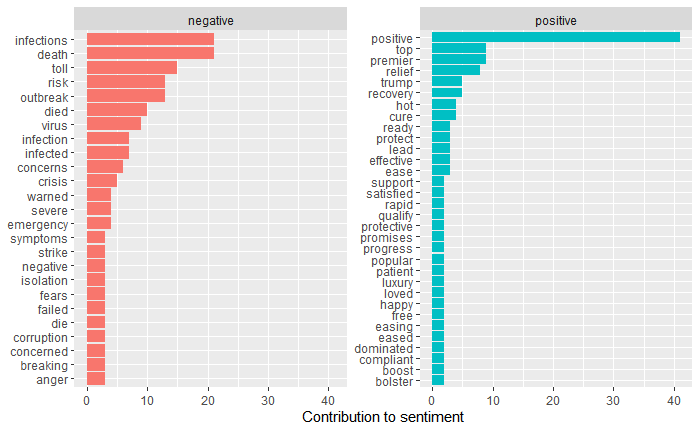 negative
infections
death
toll
risk
outbreak
died
virus
infection
infected
concerns
crisis
warned
severe
emergency
symptoms
strike
negative
isolation
fears
failed
die
corruption
concerned
breaking
anger
0 10 20 30 40
positive
positive
top
premier
relief
trump
recovery
hot
cure
ready
protect
lead
effective
ease
support
satisfied
rapid
qualify
protective
promises
progress
popular
patient
luxury
loved
happy
free
easing
eased
dominated
compliant
boost
bolster
0 10 20 30 40
Contribution to sentiment